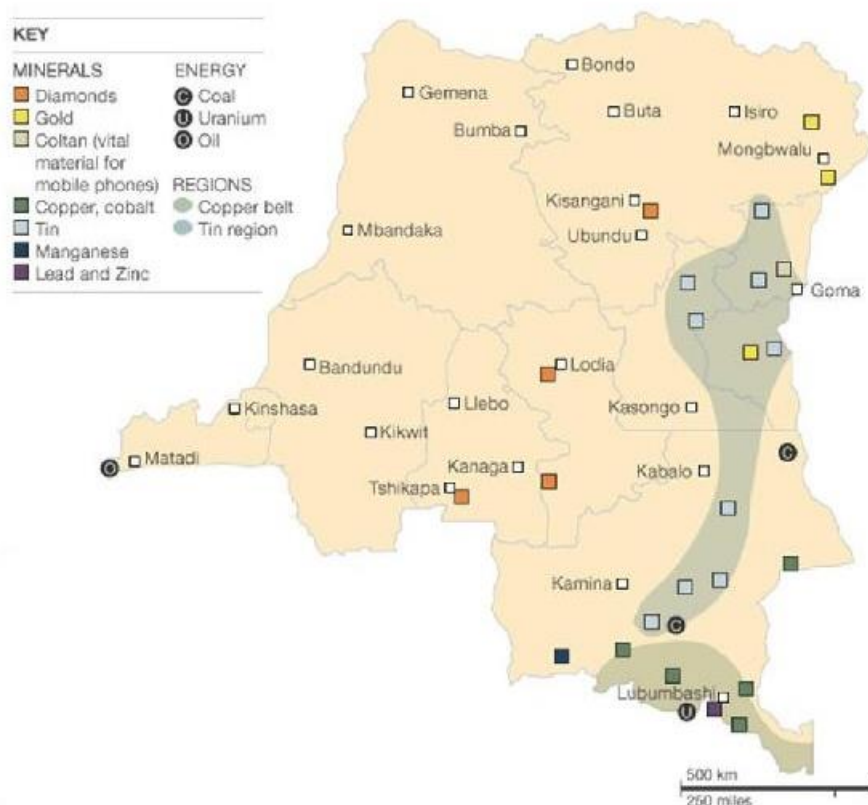 KEY
MINERALS
Diamonds
Gold
Coltan (vital
material for
mobile phones)
Copper, cobalt
Tin
Manganese
Lead and Zinc
ENERGY
C Coal
U Uranium
O Oil
REGIONS
Copper belt
Tin region
Bondo
Gemena
Buta
Isiro
Bumba
Mongbwalu
Kisangani
Mbandaka
Ubundu
Goma
Lodia
Bandundu
Llebo
Kasongo
Kinshasa
Kikwit
C
O
Matadi
Kanaga
Kabalo
Tshikapa
Kamina
C
Lubumbashi
U
500 km
250 miles